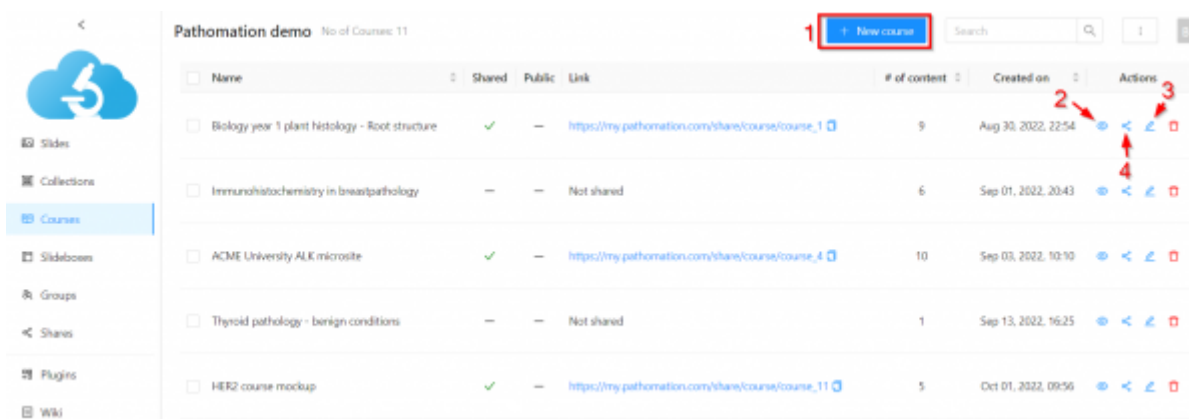 Pathomation demo No of Courses: 11
1 + New course Search
Name Shared Public Link # of content Created on Actions
2 3
Biology year 1 plant histology - Root structure — https://my.pathomation.com/share/course/course_1 9 Aug 30, 2022, 22:54
4
Immunohistochemistry in breastpathology — — Not shared 6 Sep 01, 2022, 20:43
ACME University ALK microsite — https://my.pathomation.com/share/course/course_4 10 Sep 03, 2022, 10:10
Thyroid pathology - benign conditions — — Not shared 1 Sep 13, 2022, 16:25
HER2 course mockup — https://my.pathomation.com/share/course/course_11 5 Oct 01, 2022, 09:56
Slides
Collections
Courses
Slideboxes
Groups
Shares
Plugins
Wiki